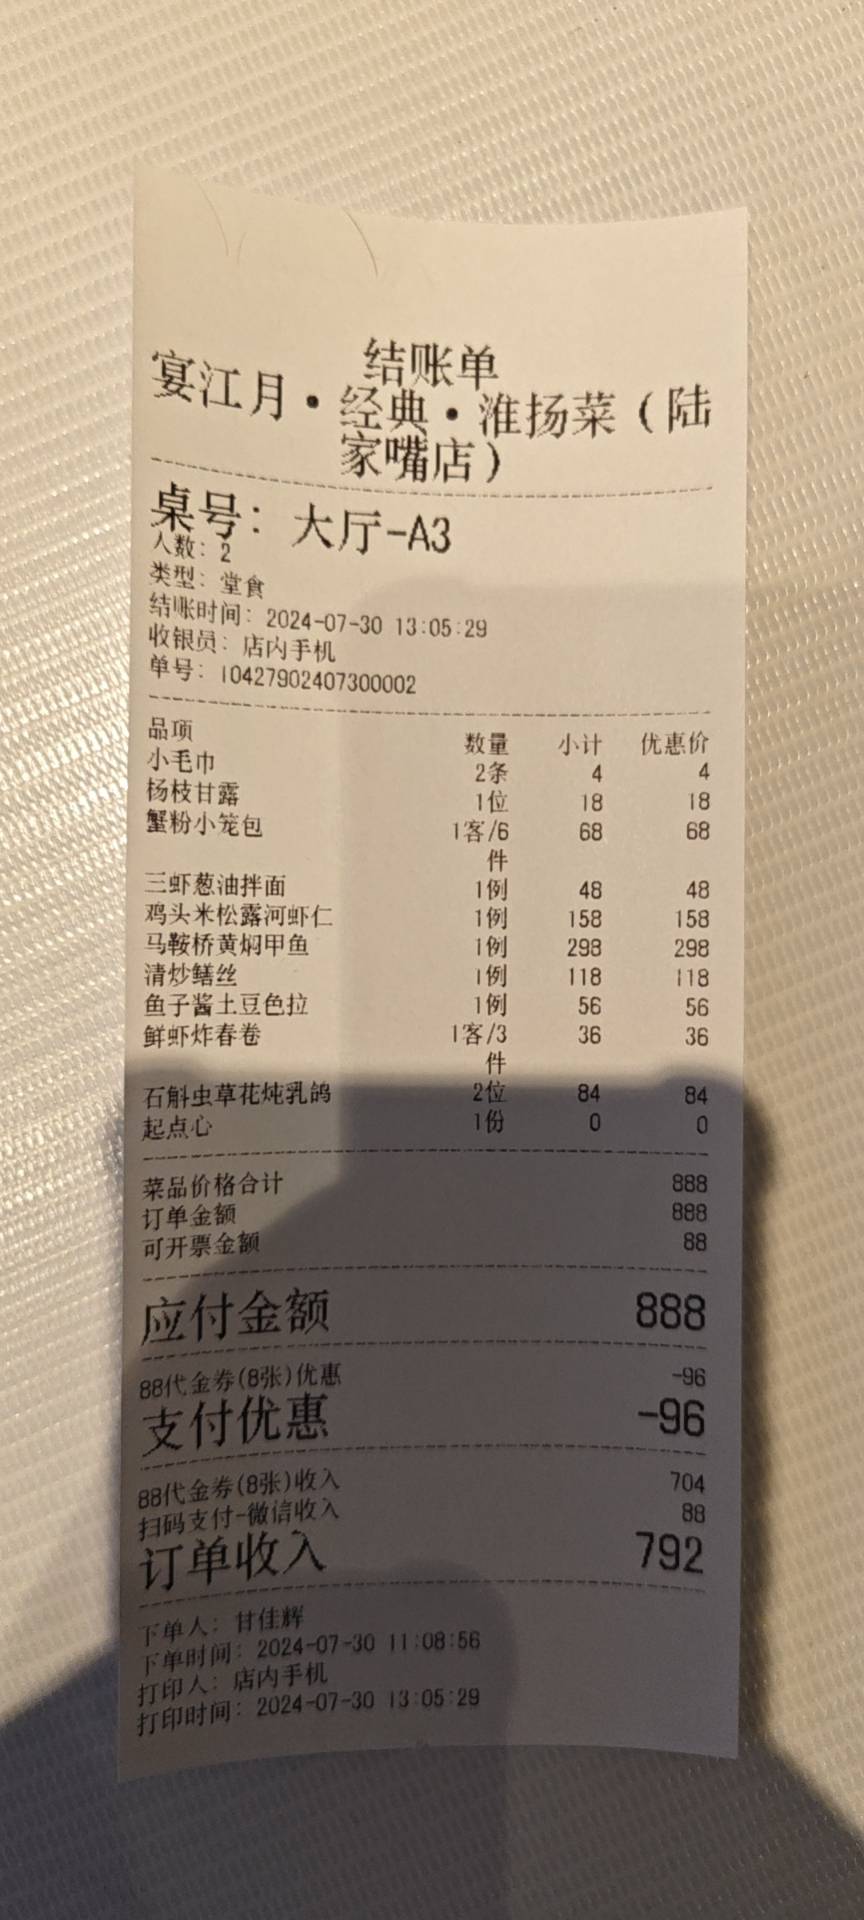 结账单
宴江月·经典·淮扬菜(陆
家嘴店)
桌号: 大厅-A3
人数: 2
类型: 堂食
结账时间: 2024-07-30 13:05:29
收银员: 店内手机
单号: 10427902407300002
品项 数量 小计 优惠价
小毛巾 2条 4 4
杨枝甘露 1位 18 18
蟹粉小笼包 1客/6 68 68
件
三虾葱油拌面 1例 48 48
鸡头米松露河虾仁 1例 158 158
马鞍桥黄焖甲鱼 1例 298 298
清炒鳝丝 1例 118 118
鱼子酱土豆色拉 1例 56 56
鲜虾炸春卷 1客/3 36 36
件
石斛虫草花炖乳鸽 2位 84 84
起点心 1份 0 0
菜品价格合计 888
订单金额 888
可开票金额 88
应付金额 888
88代金券(8张)优惠 -96
支付优惠 -96
88代金券(8张)收入 704
扫码支付-微信收入 88
订单收入 792
下单人: 甘佳辉
下单时间: 2024-07-30 11:08:56
打印人: 店内手机
打印时间: 2024-07-30 13:05:29